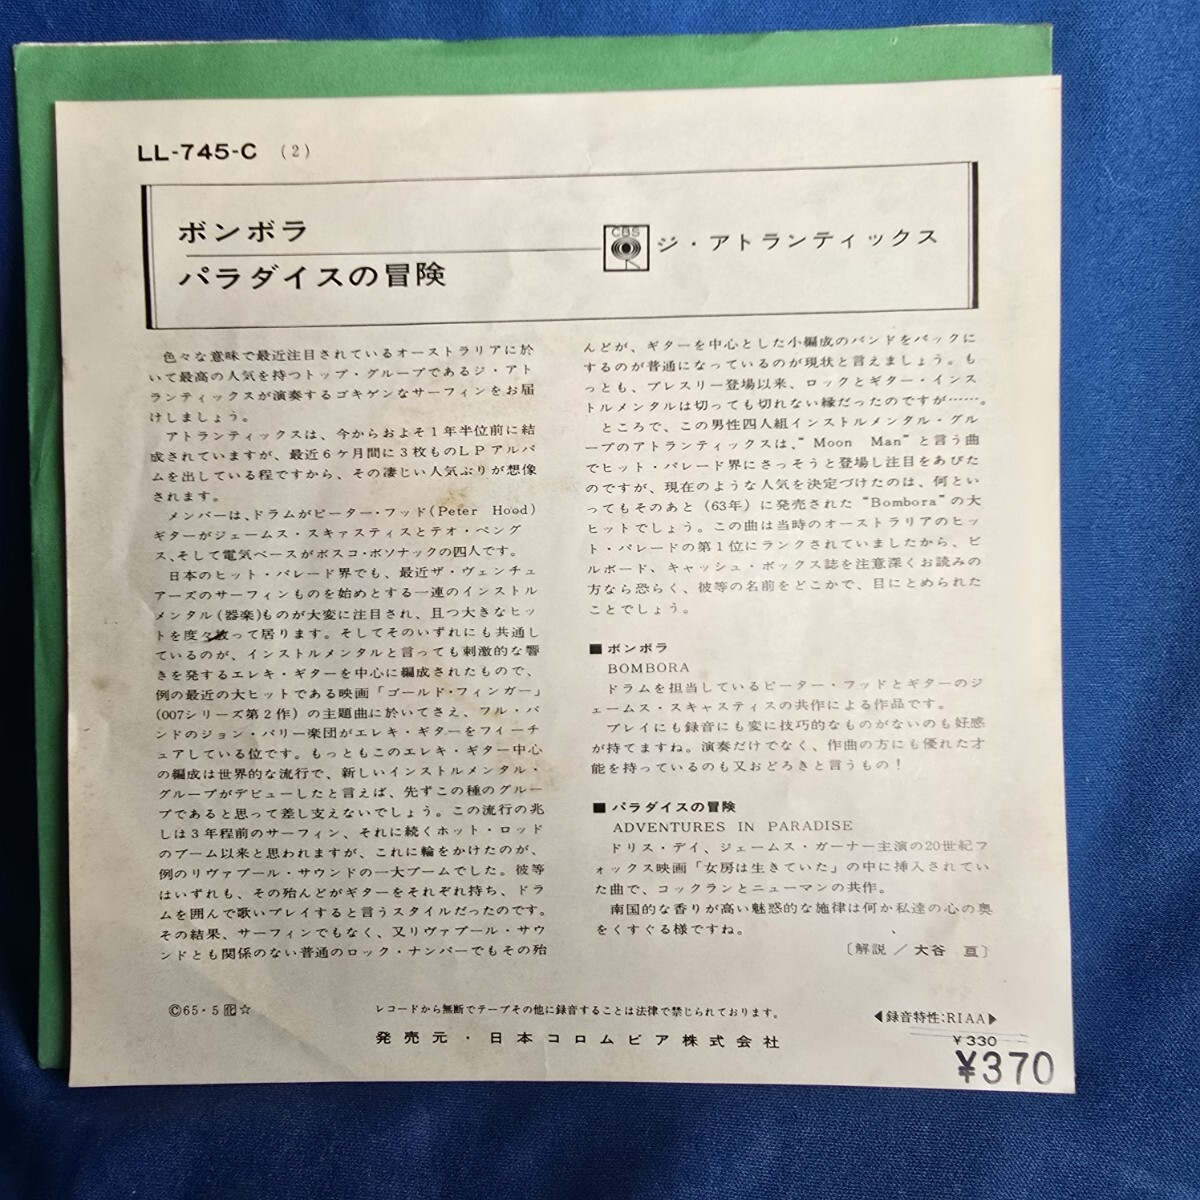 LL-745-C (2)
ボンボラ
パラダイスの冒険
CBS
ジ・アトランティックス
色々な意味で最近注目されているオーストラリアに於
いて最高の人気を持つトップ・グループであるジ・アト
ランティックスが演奏するゴキゲンなサーフィンをお届
けしましょう。
アトランティックスは、今からおよそ1年半位前に結
成されていますが、最近6ケ月間に3枚ものLPアルバ
ムを出している程ですから、その凄じい人気ぶりが想像
されます。
メンバーは、ドラムがピーター・フッド(Peter Hood)
ギターがジェームス・スキァスティスとテオ・ペング
ス、そして電気ベースがボスコ・ボソナックの四人です。
日本のヒット・パレード界でも、最近ザ・ヴェンチュ
アーズのサーフィンものを始めとする一連のインストル
メンタル(器楽)ものが大変に注目され、且つ大きなヒッ
トを度々放って居ります。そしてそのいずれにも共通し
ているのが、インストルメンタルと言っても刺激的な響
きを発するエレキ・ギターを中心に編成されたもので、
例の最近の大ヒットである映画「ゴールド・フィンガー」
(007シリーズ第2作)の主題曲に於いてさえ、フル・バ
ンドのジョン・バリー楽団がエレキ・ギターをフィーチ
ュアしている位です。もっともこのエレキ・ギター中心
の編成は世界的な流行で、新しいインストルメンタル・
グループがデビューしたと言えば、先ずこの種のグルー
プであると思って差し支えないでしょう。この流行の兆
しは3年程前のサーフィン、それに続くホット・ロッド
のブーム以来と思われますが、これに輪をかけたのが、
例のリヴァプール・サウンドの一大ブームでした。彼等
はいずれも、その殆んどがギターをそれぞれ持ち、ドラ
ムを囲んで歌いプレイすると言うスタイルだったのです。
その結果、サーフィンでもなく、又リヴァプール・サウ
ンドとも関係のない普通のロック・ナンバーでもその殆
んどが、ギターを中心とした小編成のバンドをバックに
するのが普通になっているのが現状と言えましょう。も
っとも、プレスリー登場以来、ロックとギター・インス
トルメンタルは切っても切れない縁だったのですが……。
ところで、この男性四人組インストルメンタル・グル
ープのアトランティックスは、“Moon Man”と言う曲
でヒット・パレード界にさっそうと登場し注目をあびた
のですが、現在のような人気を決定づけたのは、何とい
ってもそのあと(63年)に発売された“Bombora”の大
ヒットでしょう。この曲は当時のオーストラリアのヒッ
ト・パレードの第1位にランクされていましたから、ビ
ルボード、キャッシュ・ボックス誌を注意深くお読みの
方なら恐らく、彼等の名前をどこかで、目にとめられた
ことでしょう。
■ボンボラ
BOMBORA
ドラムを担当しているピーター・フッドとギターのジ
ェームス・スキャスティスの共作による作品です。
プレイにも録音にも変に技巧的なものがないのも好感
が持てますね。演奏だけでなく、作曲の方にも優れた才
能を持っているのも又おどろきと言うもの！
■パラダイスの冒険
ADVENTURES IN PARADISE
ドリス・デイ、ジェームス・ガーナー主演の20世紀フ
ォックス映画「女房は生きていた」の中に挿入されてい
た曲で、コックランとニューマンの共作。
南国的な香りが高い魅惑的な施律は何か私達の心の奥
をくすぐる様ですね。
〔解説／大谷 亘〕
©65・5 ☆
レコードから無断でテープその他に録音することは法律で禁じられております。
発売元・日本コロムビア株式会社
◀録音特性:RIAA▶
¥330
¥370